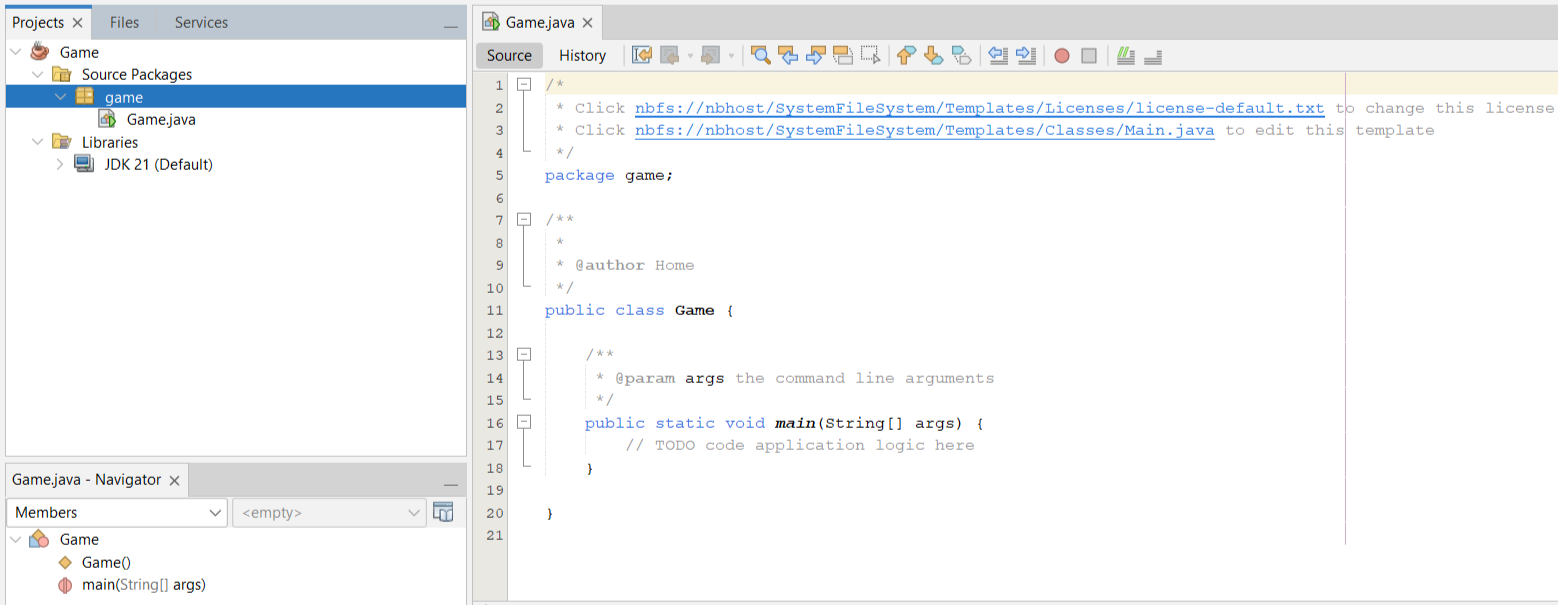 Projects Files Services
Game
Source Packages
game
Game.java
Libraries
JDK 21 (Default)
Game.java - Navigator
Members <empty>
Game
Game()
main(String[] args)
Game.java
Source History
1 /*
2 * Click nbfs://nbhost/SystemFileSystem/Templates/Licenses/license-default.txt to change this license
3 * Click nbfs://nbhost/SystemFileSystem/Templates/Classes/Main.java to edit this template
4 */
5 package game;
6
7 /**
8 *
9 * @author Home
10 */
11 public class Game {
12
13 /**
14 * @param args the command line arguments
15 */
16 public static void main(String[] args) {
17 // TODO code application logic here
18 }
19
20 }
21